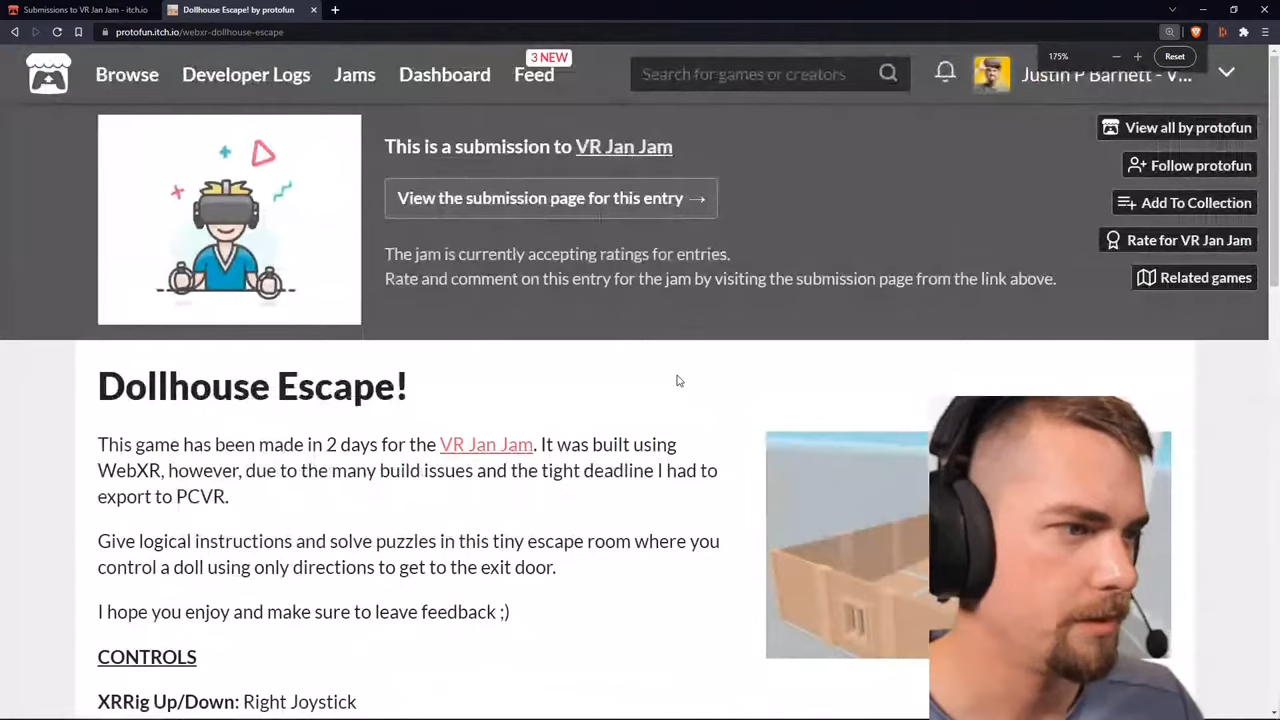 Submissions to VR Jan Jam - itch.io
Dollhouse Escape! by protofun
protofun.itch.io/webxr-dollhouse-escape
175%
Reset
Browse
Developer Logs
Jams
Dashboard
Feed
3 NEW
Search for games or creators
Justin P Barnett - V...
This is a submission to VR Jan Jam
View the submission page for this entry →
The jam is currently accepting ratings for entries.
Rate and comment on this entry for the jam by visiting the submission page from the link above.
View all by protofun
Follow protofun
Add To Collection
Rate for VR Jan Jam
Related games
Dollhouse Escape!
This game has been made in 2 days for the VR Jan Jam. It was built using
WebXR, however, due to the many build issues and the tight deadline I had to
export to PCVR.
Give logical instructions and solve puzzles in this tiny escape room where you
control a doll using only directions to get to the exit door.
I hope you enjoy and make sure to leave feedback ;)
CONTROLS
XRRig Up/Down: Right Joystick